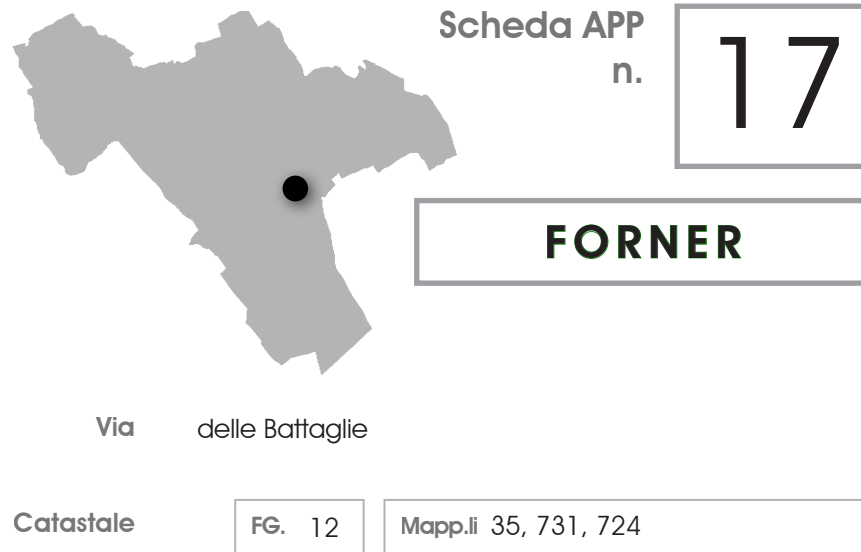 Scheda APP
n.
17
FORNER
Via delle Battaglie
Catastale FG. 12 Mapp.li 35, 731, 724